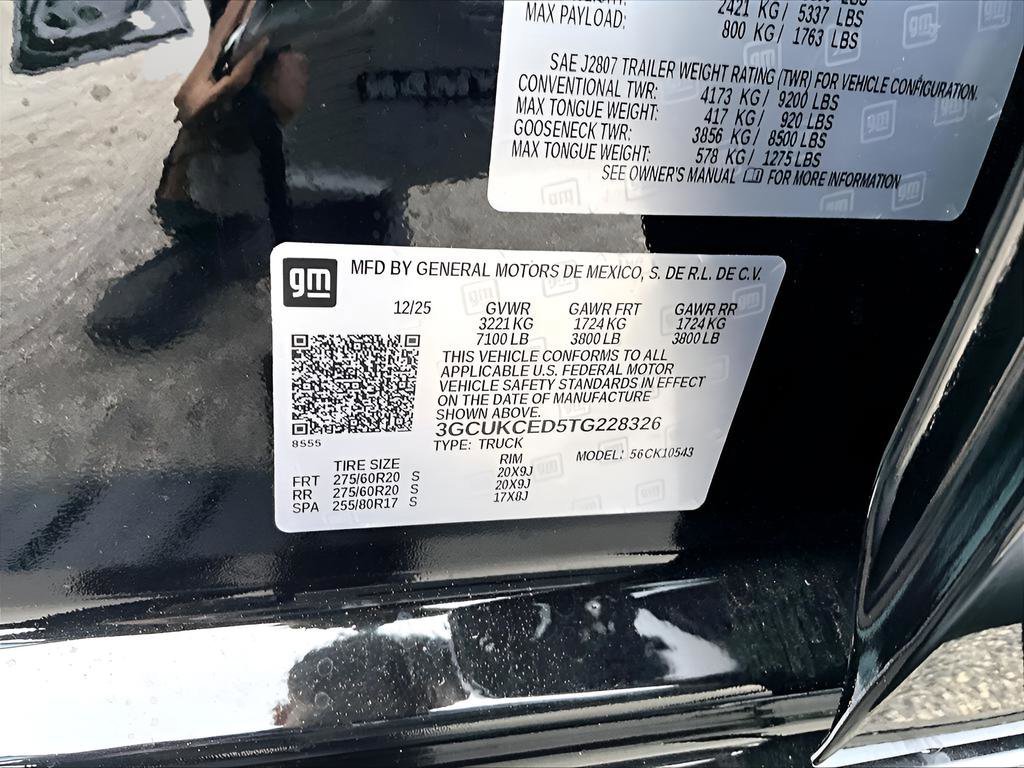 2421 KG / 5337 LBS
MAX PAYLOAD: 800 KG / 1763 LBS
SAE J2807 TRAILER WEIGHT RATING (TWR) FOR VEHICLE CONFIGURATION.
CONVENTIONAL TWR: 4173 KG / 9200 LBS
MAX TONGUE WEIGHT: 417 KG / 920 LBS
GOOSENECK TWR: 3856 KG / 8500 LBS
MAX TONGUE WEIGHT: 578 KG / 1275 LBS
SEE OWNER'S MANUAL FOR MORE INFORMATION
gm MFD BY GENERAL MOTORS DE MEXICO, S. DE R.L. DE C.V.
12/25 GVWR GAWR FRT GAWR RR
3221 KG 1724 KG 1724 KG
7100 LB 3800 LB 3800 LB
THIS VEHICLE CONFORMS TO ALL
APPLICABLE U.S. FEDERAL MOTOR
VEHICLE SAFETY STANDARDS IN EFFECT
ON THE DATE OF MANUFACTURE
SHOWN ABOVE.
3GCUKCED5TG228326
8555
TYPE: TRUCK
MODEL: 56CK10543
TIRE SIZE RIM
FRT 275/60R20 S 20X9J
RR 275/60R20 S 20X9J
SPA 255/80R17 S 17X8J